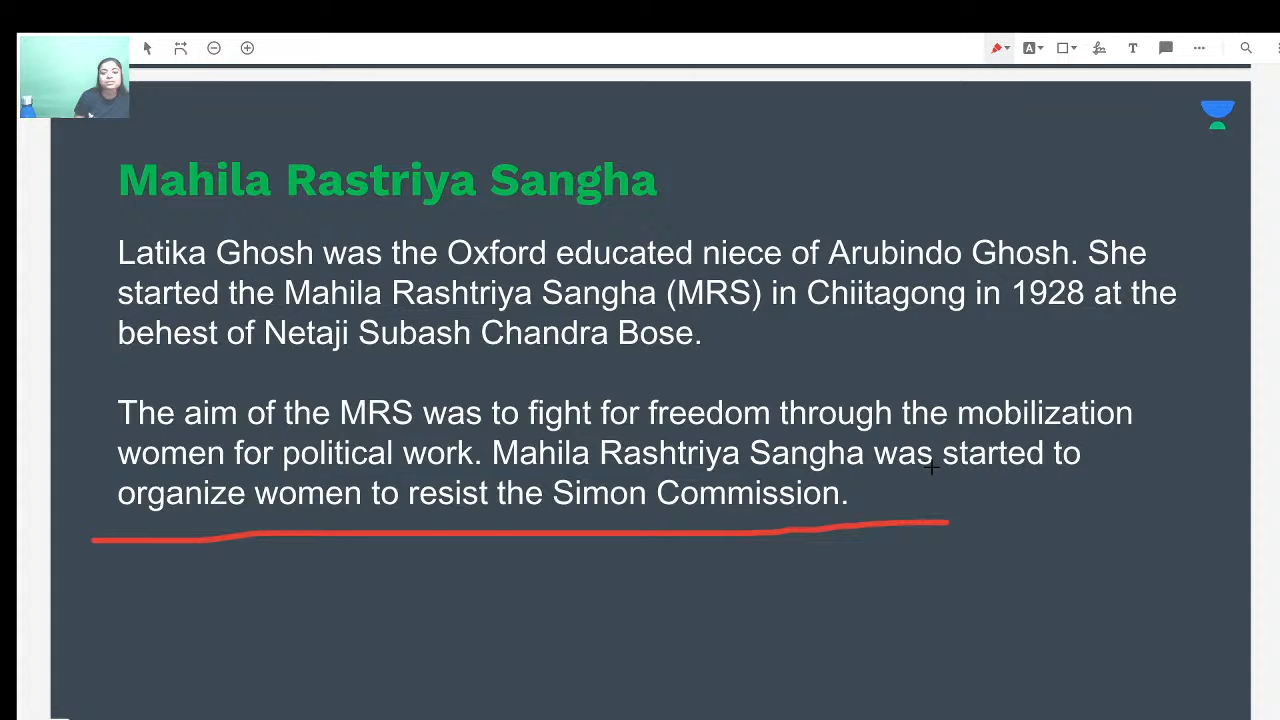 Mahila Rastriya Sangha
Latika Ghosh was the Oxford educated niece of Arubindo Ghosh. She
started the Mahila Rashtriya Sangha (MRS) in Chiitagong in 1928 at the
behest of Netaji Subash Chandra Bose.
The aim of the MRS was to fight for freedom through the mobilization
women for political work. Mahila Rashtriya Sangha was started to
organize women to resist the Simon Commission.